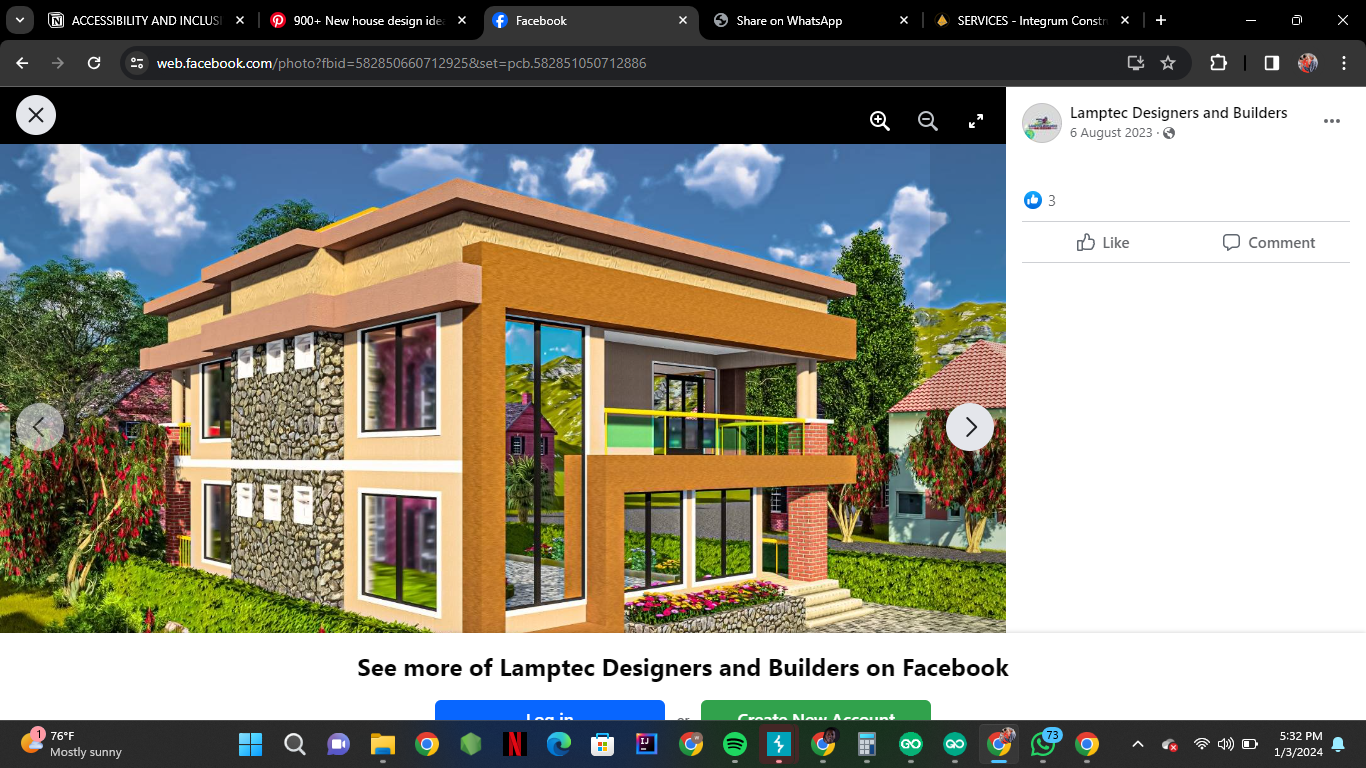 ACCESSIBILITY AND INCLUSI
900+ New house design idea
Facebook
Share on WhatsApp
SERVICES - Integrum Constr
web.facebook.com/photo?fbid=582850660712925&set=pcb.582851050712886
Lamptec Designers and Builders
6 August 2023 ·
3
Like
Comment
See more of Lamptec Designers and Builders on Facebook
Log in
or
Create New Account
1
76°F
Mostly sunny
73
5:32 PM
1/3/2024